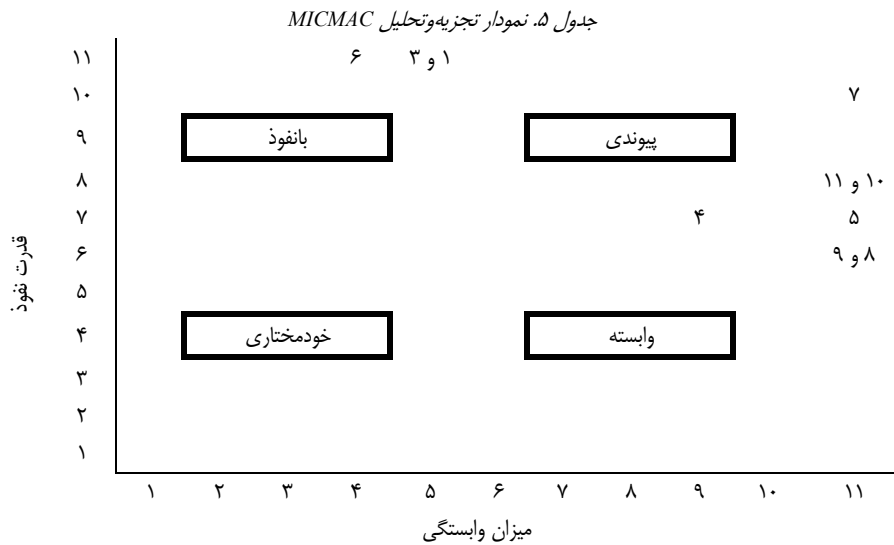 جدول ۵. نمودار تجزیه‌وتحلیل MICMAC
۱۱ ۶ ۱ و ۳
۱۰ ۷
۹ بانفوذ پیوندی
۸ ۱۰ و ۱۱
۷ ۴ ۵
۶ ۸ و ۹
۵
۴ خودمختاری وابسته
۳
۲
۱
قدرت نفوذ
۱ ۲ ۳ ۴ ۵ ۶ ۷ ۸ ۹ ۱۰ ۱۱
میزان وابستگی